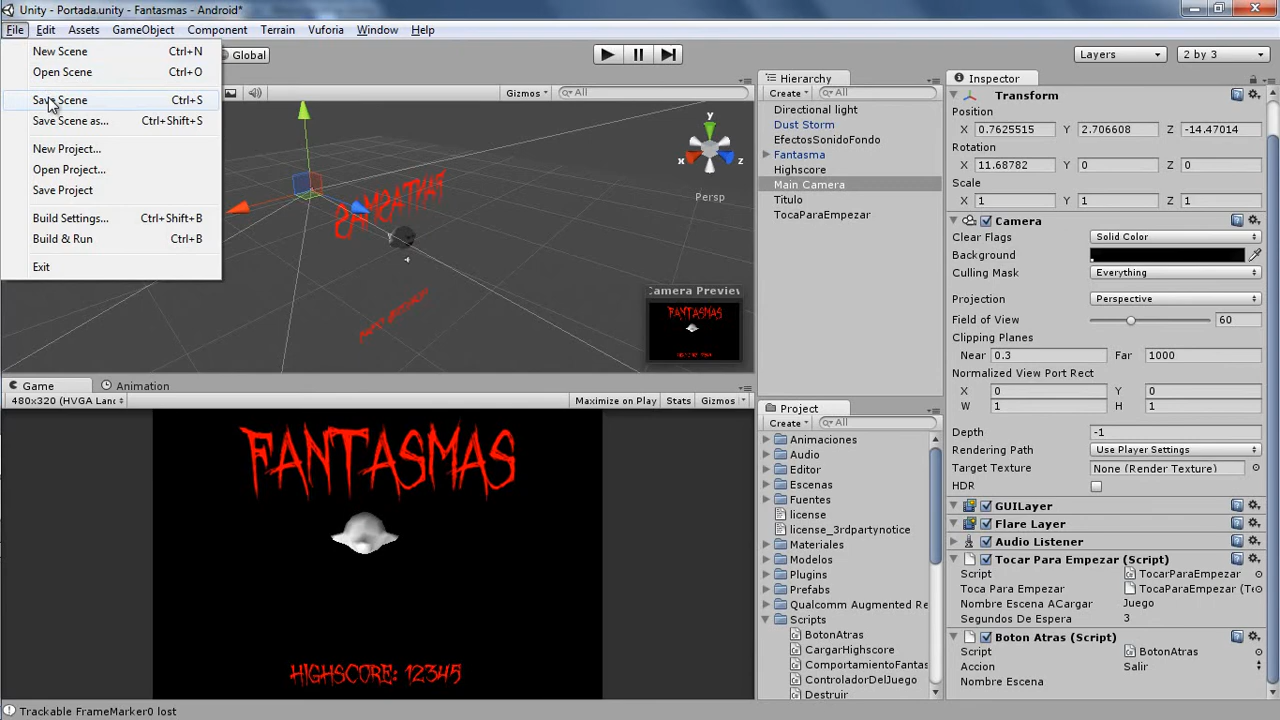 Unity - Portada.unity - Fantasmas - Android*
File Edit Assets GameObject Component Terrain Vuforia Window Help
Global
Layers
2 by 3
New Scene Ctrl+N
Open Scene Ctrl+O
Save Scene Ctrl+S
Save Scene as... Ctrl+Shift+S
New Project...
Open Project...
Save Project
Build Settings... Ctrl+Shift+B
Build & Run Ctrl+B
Exit
Gizmos
All
y
x
z
Persp
FANTASMAS
Camera Preview
FANTASMAS
Game
Animation
480x320 (HVGA Lanc
Maximize on Play Stats Gizmos
FANTASMAS
HIGHSCORE: 12345
Hierarchy
Create
All
Directional light
Dust Storm
EfectosSonidoFondo
Fantasma
Highscore
Main Camera
Titulo
TocaParaEmpezar
Project
Create
All
Animaciones
Audio
Editor
Escenas
Fuentes
license
license_3rdpartynotice
Materiales
Modelos
Plugins
Prefabs
Qualcomm Augmented Re
Scripts
BotonAtras
CargarHighscore
ComportamientoFantas
ControladorDelJuego
Destruir
Inspector
Transform
Position
X 0.7625515 Y 2.706608 Z -14.47014
Rotation
X 11.68782 Y 0 Z 0
Scale
X 1 Y 1 Z 1
Camera
Clear Flags Solid Color
Background
Culling Mask Everything
Projection Perspective
Field of View 60
Clipping Planes
Near 0.3 Far 1000
Normalized View Port Rect
X 0 Y 0
W 1 H 1
Depth -1
Rendering Path Use Player Settings
Target Texture None (Render Texture)
HDR
GUILayer
Flare Layer
Audio Listener
Tocar Para Empezar (Script)
Script TocarParaEmpezar
Toca Para Empezar TocaParaEmpezar (Te
Nombre Escena ACargar Juego
Segundos De Espera 3
Boton Atras (Script)
Script BotonAtras
Accion Salir
Nombre Escena
Trackable FrameMarker0 lost